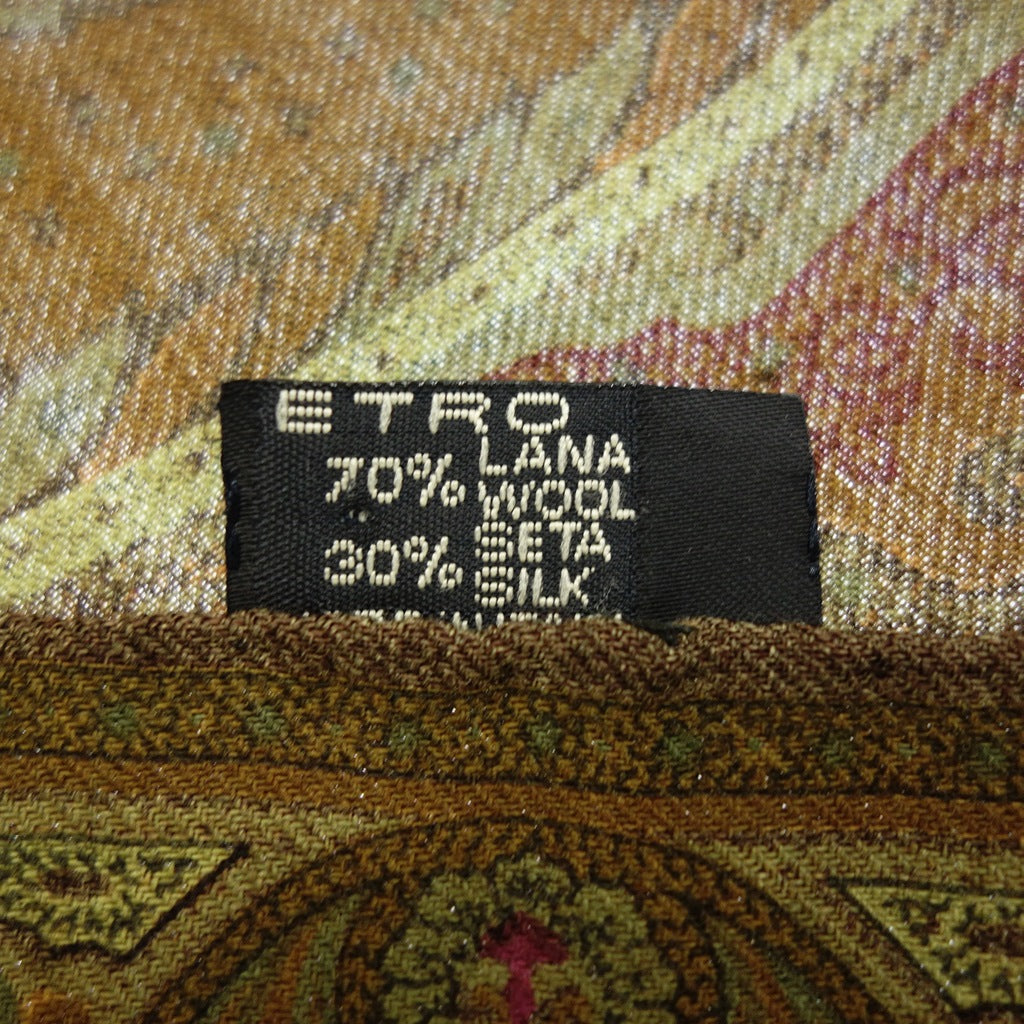 ETRO
70% LANA
WOOL
30% SETA
SILK